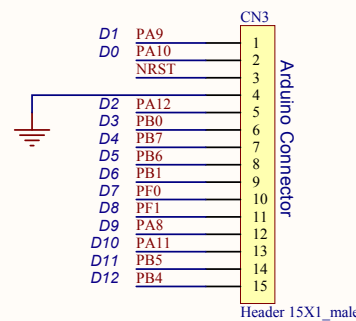 CN3
D1 PA9 1
D0 PA10 2
NRST 3
4
D2 PA12 5
D3 PB0 6
D4 PB7 7
D5 PB6 8
D6 PB1 9
D7 PF0 10
D8 PF1 11
D9 PA8 12
D10 PA11 13
D11 PB5 14
D12 PB4 15
Arduino Connector
Header 15X1_male